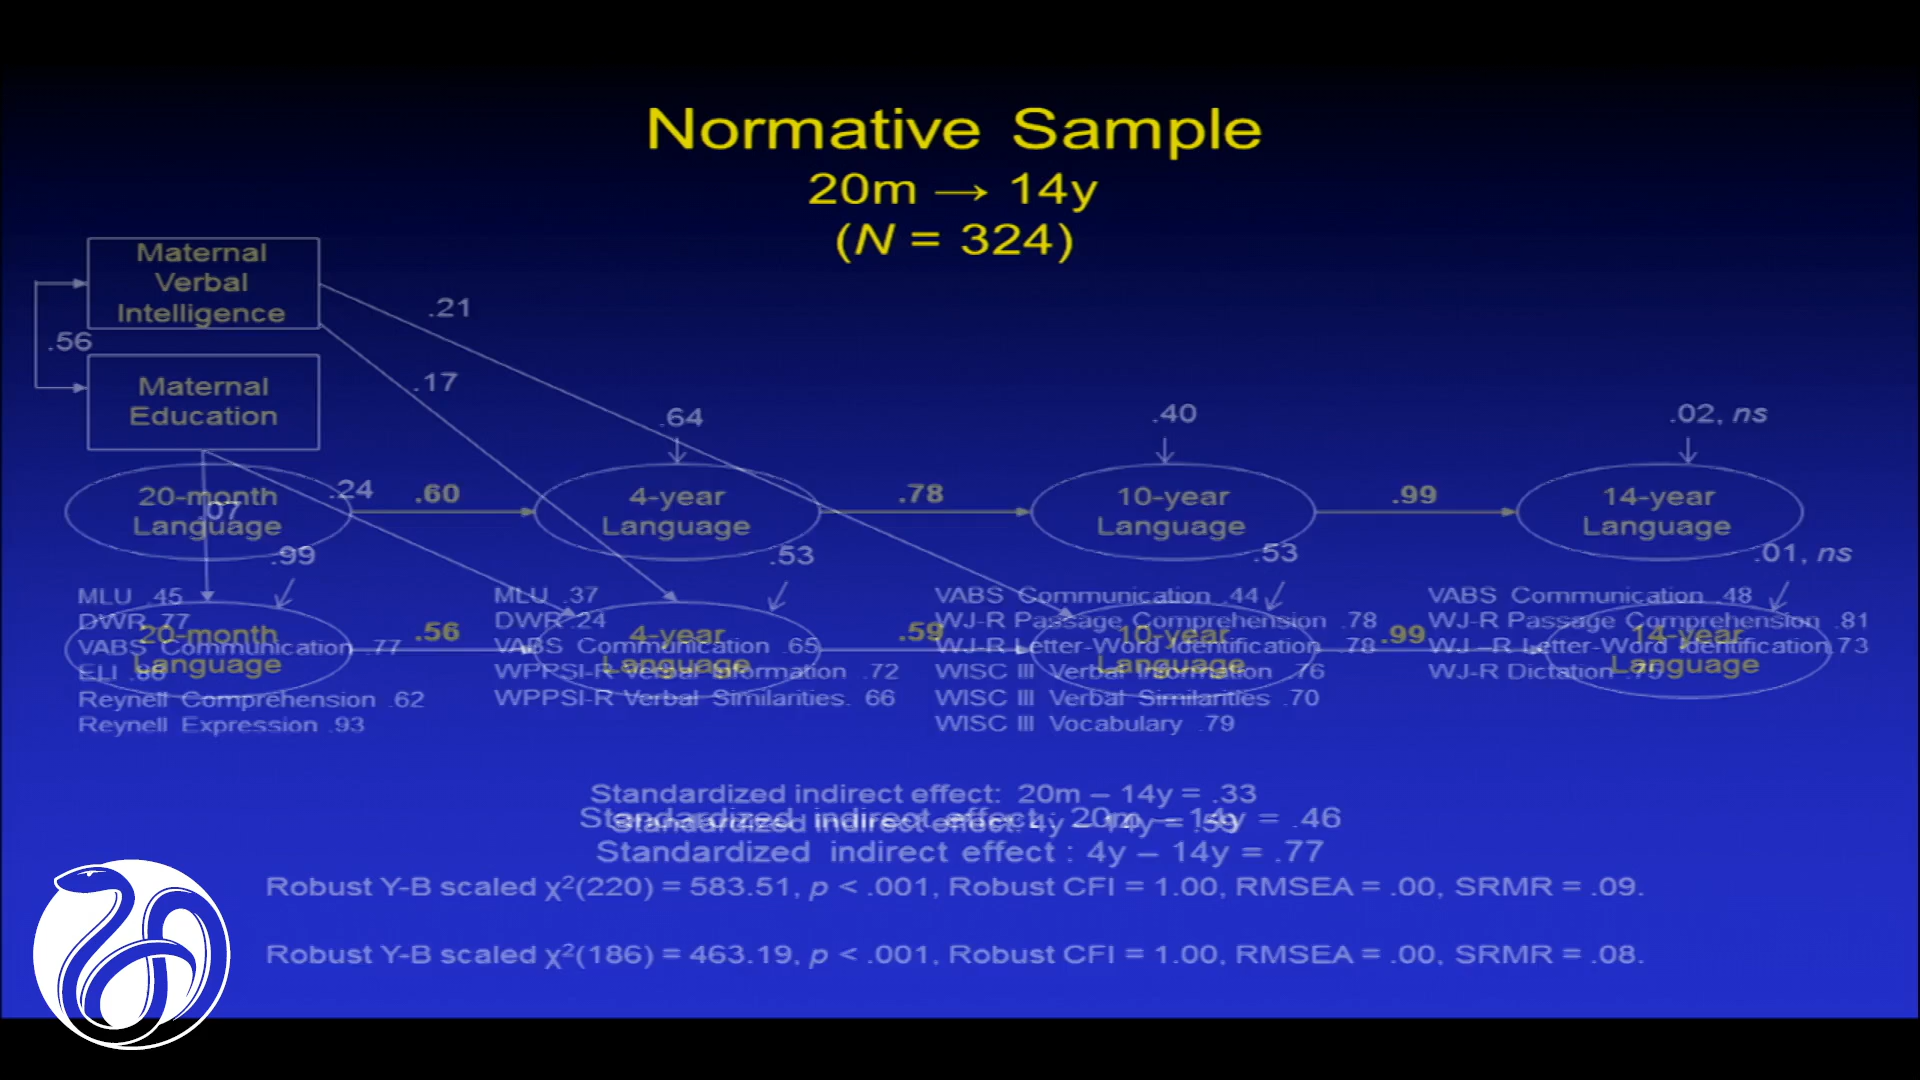 Normative Sample
20m → 14y
(N = 324)
Maternal
Verbal
Intelligence
.56
Maternal
Education
.21
.17
.24
.07
.64
.40
.02, ns
20-month
Language
.60
4-year
Language
.78
10-year
Language
.99
14-year
Language
.99
.53
.53
.01, ns
20-month
Language
.56
4-year
Language
.59
10-year
Language
.99
14-year
Language
MLU .45
DWR .77
VABS Communication .77
ELI
Reynell Comprehension .62
Reynell Expression .93
MLU .37
DWR .24
VABS Communication .65
WPPSI-R Verbal Information .72
WPPSI-R Verbal Similarities. 66
VABS Communication .44
WJ-R Passage Comprehension .78
WJ-R Letter-Word Identification .78
WISC III Verbal Information .76
WISC III Verbal Similarities .70
WISC III Vocabulary .79
VABS Communication .48
WJ-R Passage Comprehension .81
WJ –R Letter-Word Identification.73
WJ-R Dictation
Standardized indirect effect: 20m – 14y = .33
Standardized indirect effect : 20m – 14y = .46
Standardized indirect effect: 4y – 14y =
Standardized indirect effect : 4y – 14y = .77
Robust Y-B scaled χ²(220) = 583.51, p < .001, Robust CFI = 1.00, RMSEA = .00, SRMR = .09.
Robust Y-B scaled χ²(186) = 463.19, p < .001, Robust CFI = 1.00, RMSEA = .00, SRMR = .08.